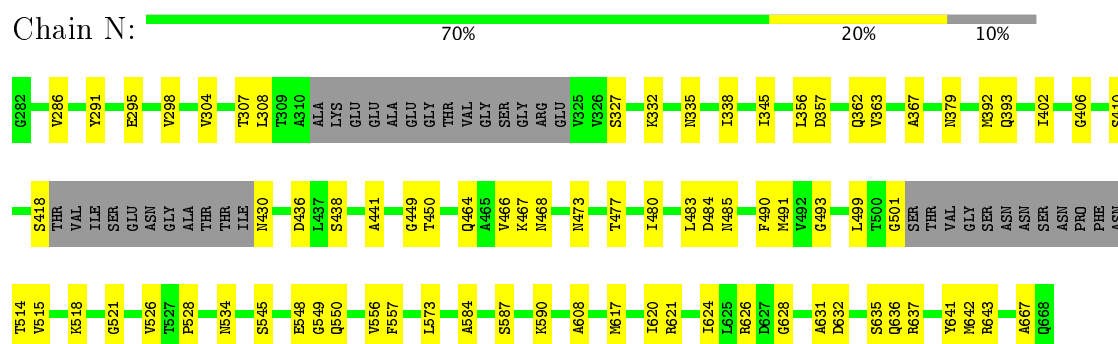 Chain N:
70% 20% 10%
G282 V286 Y291 E295 V298 V304 T307 L308 T309 A310 ALA LYS GLU GLU ALA GLU GLY THR VAL GLY SER GLY ARG GLU V325 V326 S327 K332 N335 I338 I345 L356 D357 Q362 V363 A367 N379 M392 Q393 I402 G406
S418 THR VAL ILE SER GLU ASN GLY ALA THR THR ILE N430 D436 L437 S438 A441 G449 T450 Q464 A465 V466 K467 N468 N473 T477 I480 L483 D484 N485 F490 M491 V492 G493 L499 T500 G501 SER THR VAL GLY SER ASN ASN SER ASN PRO PHE ASN
T514 V515 K518 G521 V526 T527 P528 N534 S545 E548 G549 Q550 V556 F557 L573 A584 S587 K590 A608 M617 I620 R621 I624 L625 R626 D627 G628 A631 D632 S635 Q636 R637 Y641 M642 R643 A667 Q668